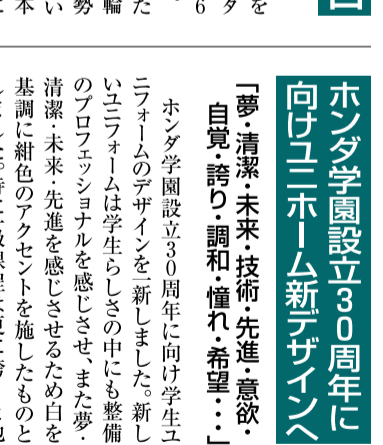 ホンダ学園設立30周年に
向けユニホーム新デザインへ
「夢・清潔・未来・技術・先進・意欲・
自覚・誇り・調和・憧れ・希望・・・」
ホンダ学園設立30周年に向け学生ユ
ニフォームのデザインを一新しました。新し
いユニフォームは学生らしさの中にも整備
のプロフェッショナルを感じさせ、また夢・
清潔・未来・先進を感じさせるため白を
基調に紺色のアクセントを施したものと